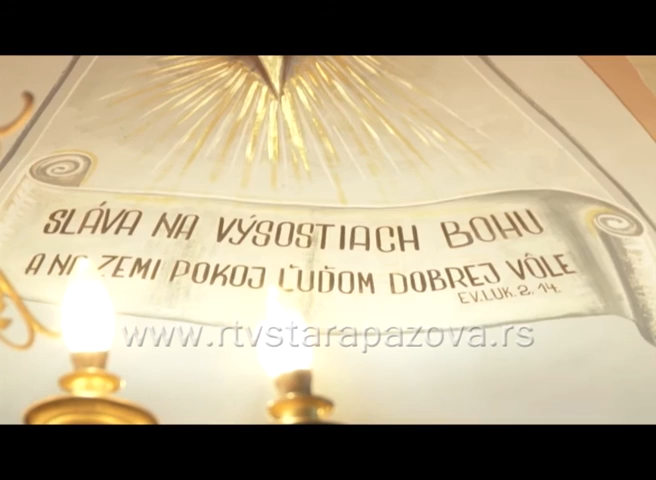 SLÁVA NA VÝSOSTIACH BOHU
A NA ZEMI POKOJ ĽUĎOM DOBREJ VÔLE
EV. LUK. 2, 14.
www.rtvstarapazova.rs